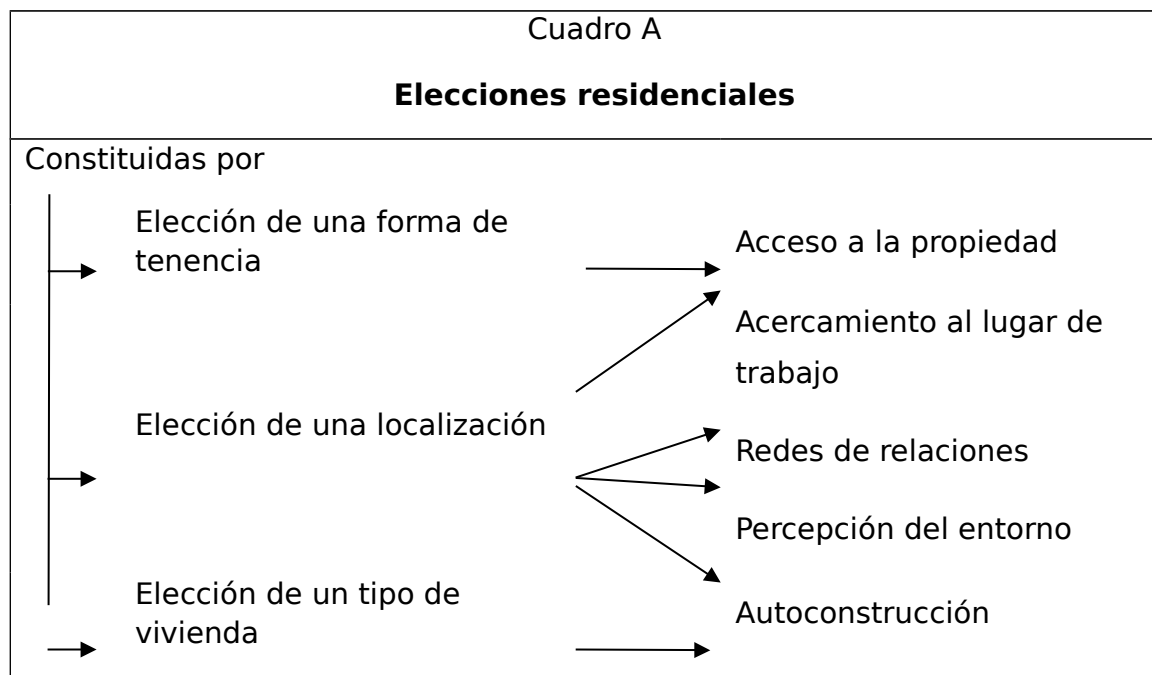 Cuadro A
Elecciones residenciales
Constituidas por
Elección de una forma de
tenencia
Acceso a la propiedad
Acercamiento al lugar de
trabajo
Elección de una localización
Redes de relaciones
Percepción del entorno
Elección de un tipo de
vivienda
Autoconstrucción